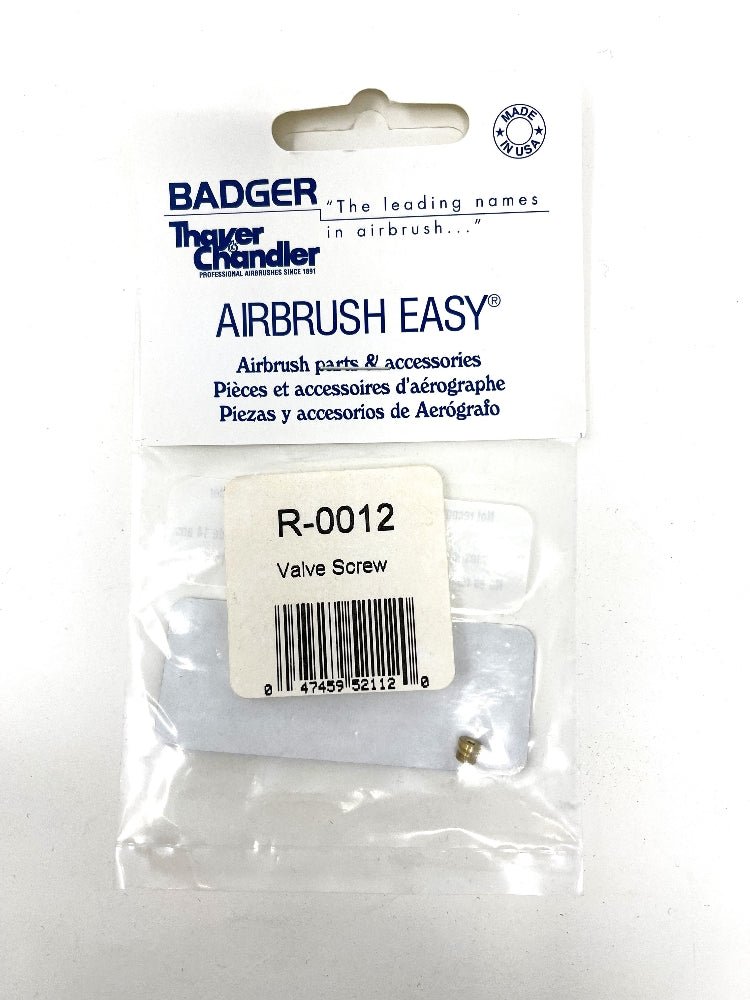 MADE
IN USA
BADGER
"The leading names
in airbrush..."
Thayer
&
Chandler
PROFESSIONAL AIRBRUSHES SINCE 1891
AIRBRUSH EASY®
Airbrush parts & accessories
Pièces et accessoires d'aérographe
Piezas y accesorios de Aerógrafo
R-0012
Valve Screw
0 47459 52112 0